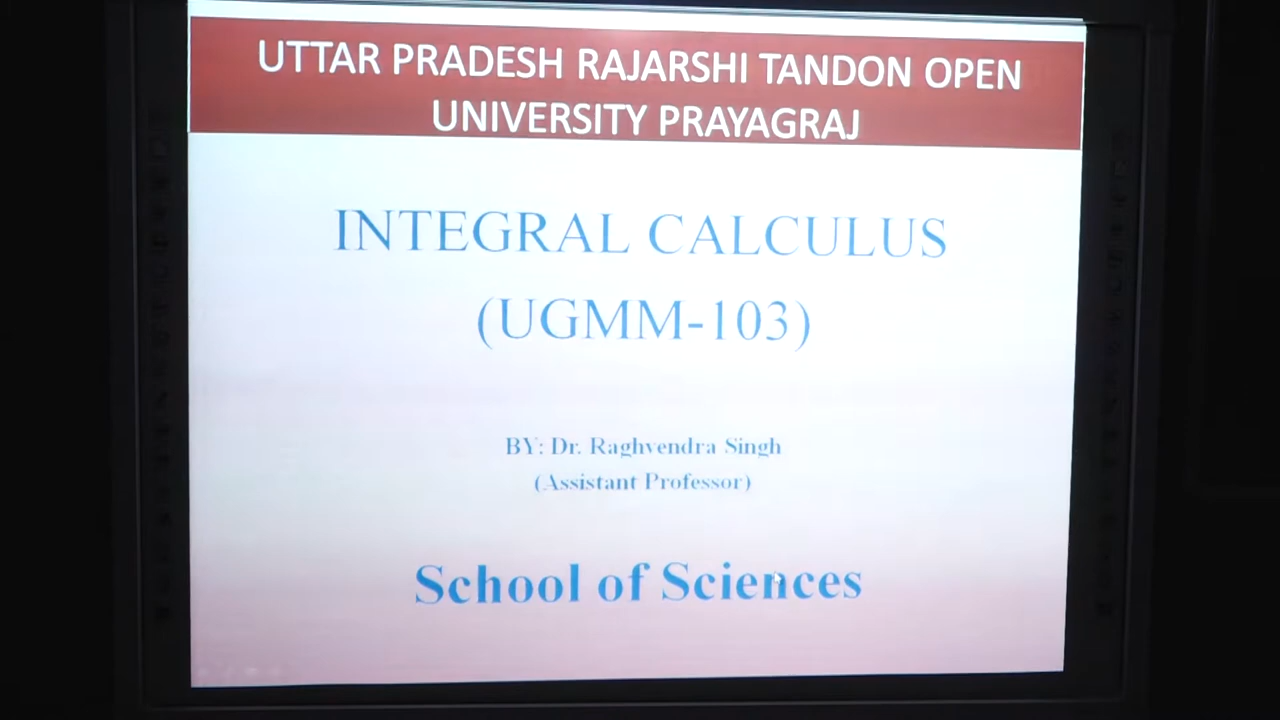 UTTAR PRADESH RAJARSHI TANDON OPEN
UNIVERSITY PRAYAGRAJ
INTEGRAL CALCULUS
(UGMM-103)
BY: Dr. Raghvendra Singh
(Assistant Professor)
School of Sciences